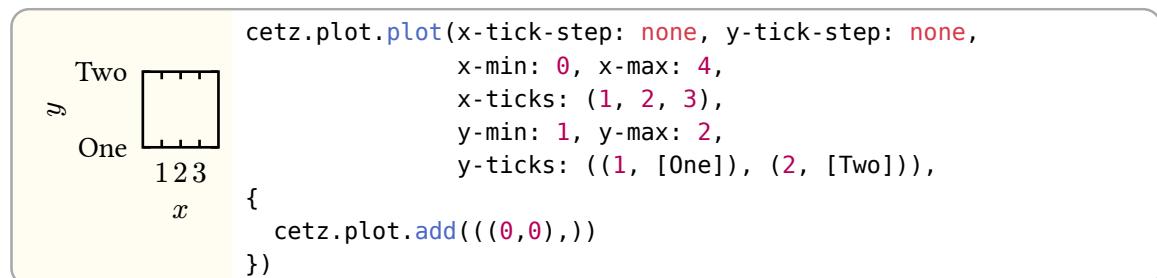 Two
y
One
1 2 3
x
cetz.plot.plot(x-tick-step: none, y-tick-step: none,
               x-min: 0, x-max: 4,
               x-ticks: (1, 2, 3),
               y-min: 1, y-max: 2,
               y-ticks: ((1, [One]), (2, [Two])),
{
  cetz.plot.add(((0,0),))
})